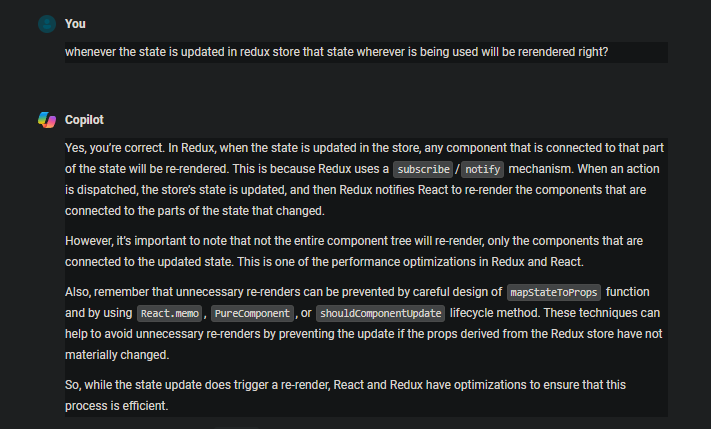 You
whenever the state is updated in redux store that state wherever is being used will be rerendered right?
Copilot
Yes, you're correct. In Redux, when the state is updated in the store, any component that is connected to that part
of the state will be re-rendered. This is because Redux uses a subscribe/notify mechanism. When an action
is dispatched, the store's state is updated, and then Redux notifies React to re-render the components that are
connected to the parts of the state that changed.
However, it's important to note that not the entire component tree will re-render, only the components that are
connected to the updated state. This is one of the performance optimizations in Redux and React.
Also, remember that unnecessary re-renders can be prevented by careful design of mapStateToProps function
and by using React.memo, PureComponent, or shouldComponentUpdate lifecycle method. These techniques can
help to avoid unnecessary re-renders by preventing the update if the props derived from the Redux store have not
materially changed.
So, while the state update does trigger a re-render, React and Redux have optimizations to ensure that this
process is efficient.